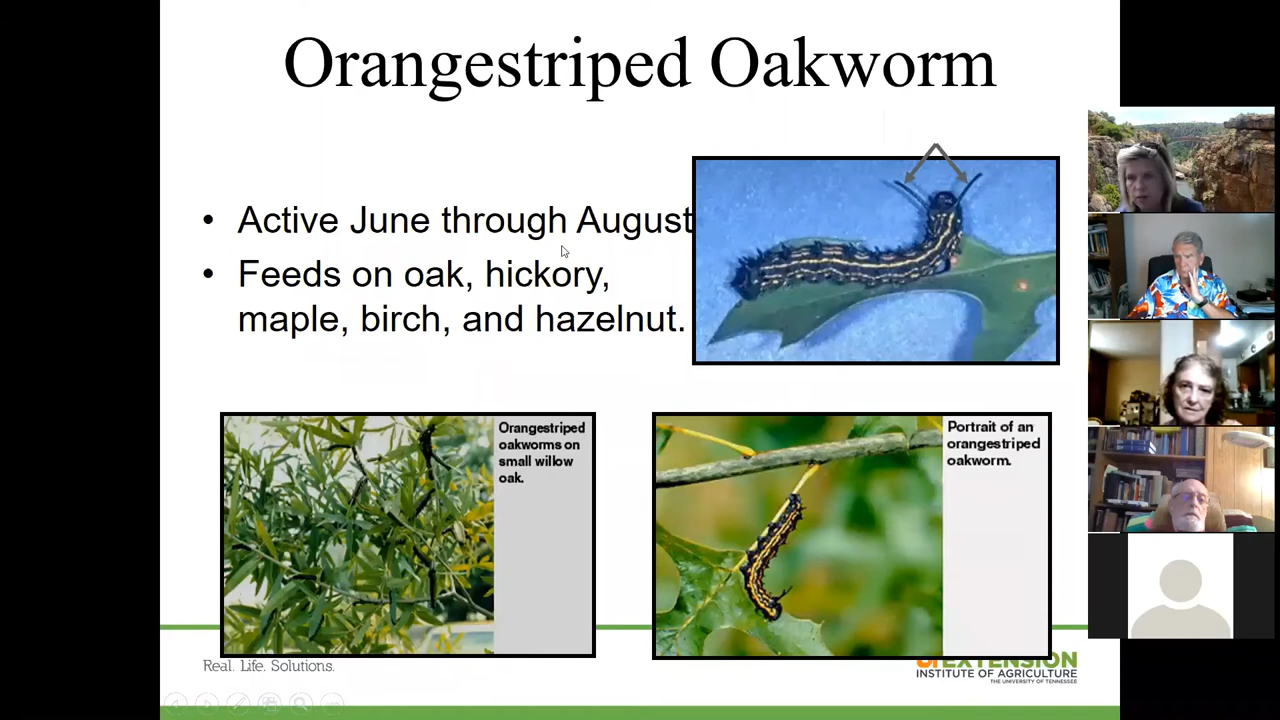 Orangestriped Oakworm
• Active June through August
• Feeds on oak, hickory,
maple, birch, and hazelnut.
Orangestriped
oakworms on
small willow
oak.
Portrait of an
orangestriped
oakworm.
Real. Life. Solutions.
EXTENSION
INSTITUTE OF AGRICULTURE
THE UNIVERSITY OF TENNESSEE